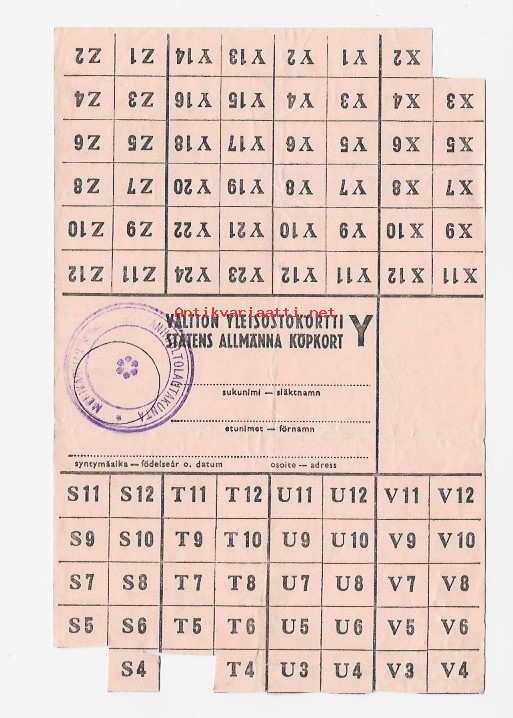 Z2 Z1 Y14 Y13 Y2 Y1 X2
Z4 Z3 Y16 Y15 Y4 Y3 X4 X3
Z6 Z5 Y18 Y17 Y6 Y5 X6 X5
Z8 Z7 Y20 Y19 Y8 Y7 X8 X7
Z10 Z9 Y22 Y21 Y10 Y9 X10 X9
Z12 Z11 Y24 Y23 Y12 Y11 X12 X11
Antikvariaatti.net
VALTION YLEISOSTOKORTTI Y
STATENS ALLMÄNNA KÖPKORT
KANSANHUOLTOLAUTAKUNTA
sukunimi — släktnamn
etunimet — förnamn
syntymäaika — födelseår o. datum osoite — adress
S11 S12 T11 T12 U11 U12 V11 V12
S9 S10 T9 T10 U9 U10 V9 V10
S7 S8 T7 T8 U7 U8 V7 V8
S5 S6 T5 T6 U5 U6 V5 V6
S4 T4 U3 U4 V3 V4